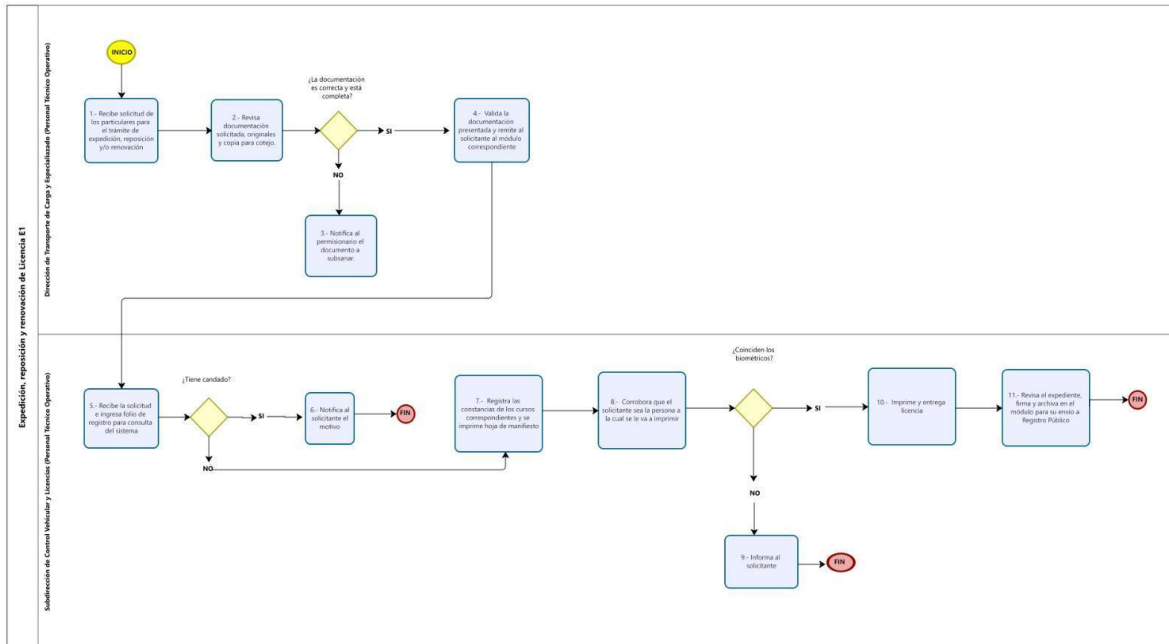 Expedición, reposición y renovación de Licencia E1
Dirección de Transporte de Carga y Especializado (Personal Técnico Operativo)
INICIO
1.- Recibe solicitud de
los particulares para
el trámite de
expedición, reposición
y/o renovación
2.- Revisa
documentación
solicitada, originales
y copia para cotejo.
¿La documentación
es correcta y está
completa?
SI
NO
3.- Notifica al
permisionario el
documento a
subsanar.
4.- Valida la
documentación
presentada y remite al
solicitante al módulo
correspondiente
Subdirección de Control Vehicular y Licencias (Personal Técnico Operativo)
5.- Recibe la solicitud
e ingresa folio de
registro para consulta
del sistema
¿Tiene candado?
SI
NO
6.- Notifica al
solicitante el
motivo
FIN
7.- Registra las
constancias de los cursos
correspondientes y se
imprime hoja de manifiesto
8.- Corrobora que el
solicitante sea la persona a
la cual se le va a imprimir
¿Coinciden los
biométricos?
SI
NO
9.- Informa al
solicitante
FIN
10.- Imprime y entrega
licencia
11.- Revisa el expediente,
firma y archiva en el
módulo para su envío a
Registro Público
FIN